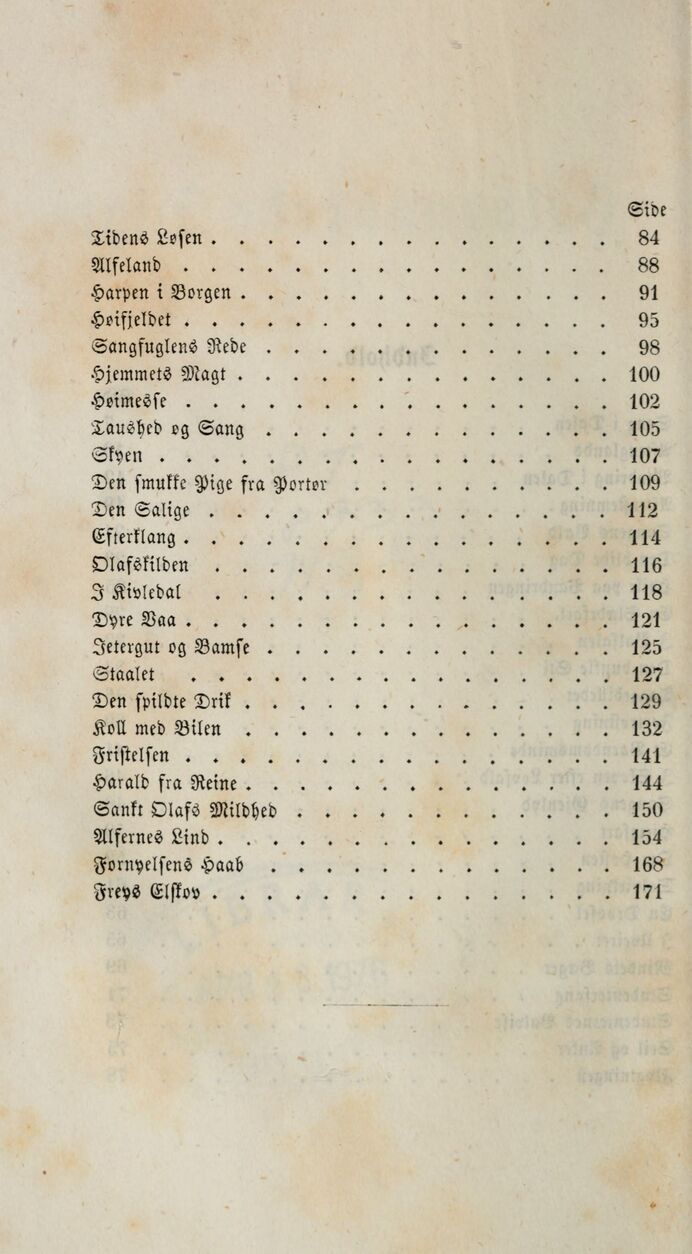 Side
Tidens Løsen . . . . . . . . . . . . . . . 84
Alfeland . . . . . . . . . . . . . . . . 88
Harpen i Borgen . . . . . . . . . . . . . . 91
Høifjeldet . . . . . . . . . . . . . . . . 95
Sangfuglens Rede . . . . . . . . . . . . . 98
Hjemmets Magt . . . . . . . . . . . . . . 100
Høimesse . . . . . . . . . . . . . . . . 102
Taushed og Sang . . . . . . . . . . . . . 105
Skyen . . . . . . . . . . . . . . . . . 107
Den smukke Pige fra Portør . . . . . . . . . . 109
Den Salige . . . . . . . . . . . . . . . 112
Efterklang . . . . . . . . . . . . . . . . 114
Olafskilden . . . . . . . . . . . . . . . 116
I Kivledal . . . . . . . . . . . . . . . 118
Dyre Vaa . . . . . . . . . . . . . . . . 121
Jetergut og Bamse . . . . . . . . . . . . . 125
Staalet . . . . . . . . . . . . . . . . 127
Den spildte Drik . . . . . . . . . . . . . . 129
Koll med Bilen . . . . . . . . . . . . . . 132
Fristelsen . . . . . . . . . . . . . . . . 141
Harald fra Reine . . . . . . . . . . . . . . 144
Sankt Olafs Mildhed . . . . . . . . . . . . 150
Alfernes Lind . . . . . . . . . . . . . . . 154
Fornyelsens Haab . . . . . . . . . . . . . 168
Freys Elskov . . . . . . . . . . . . . . . 171